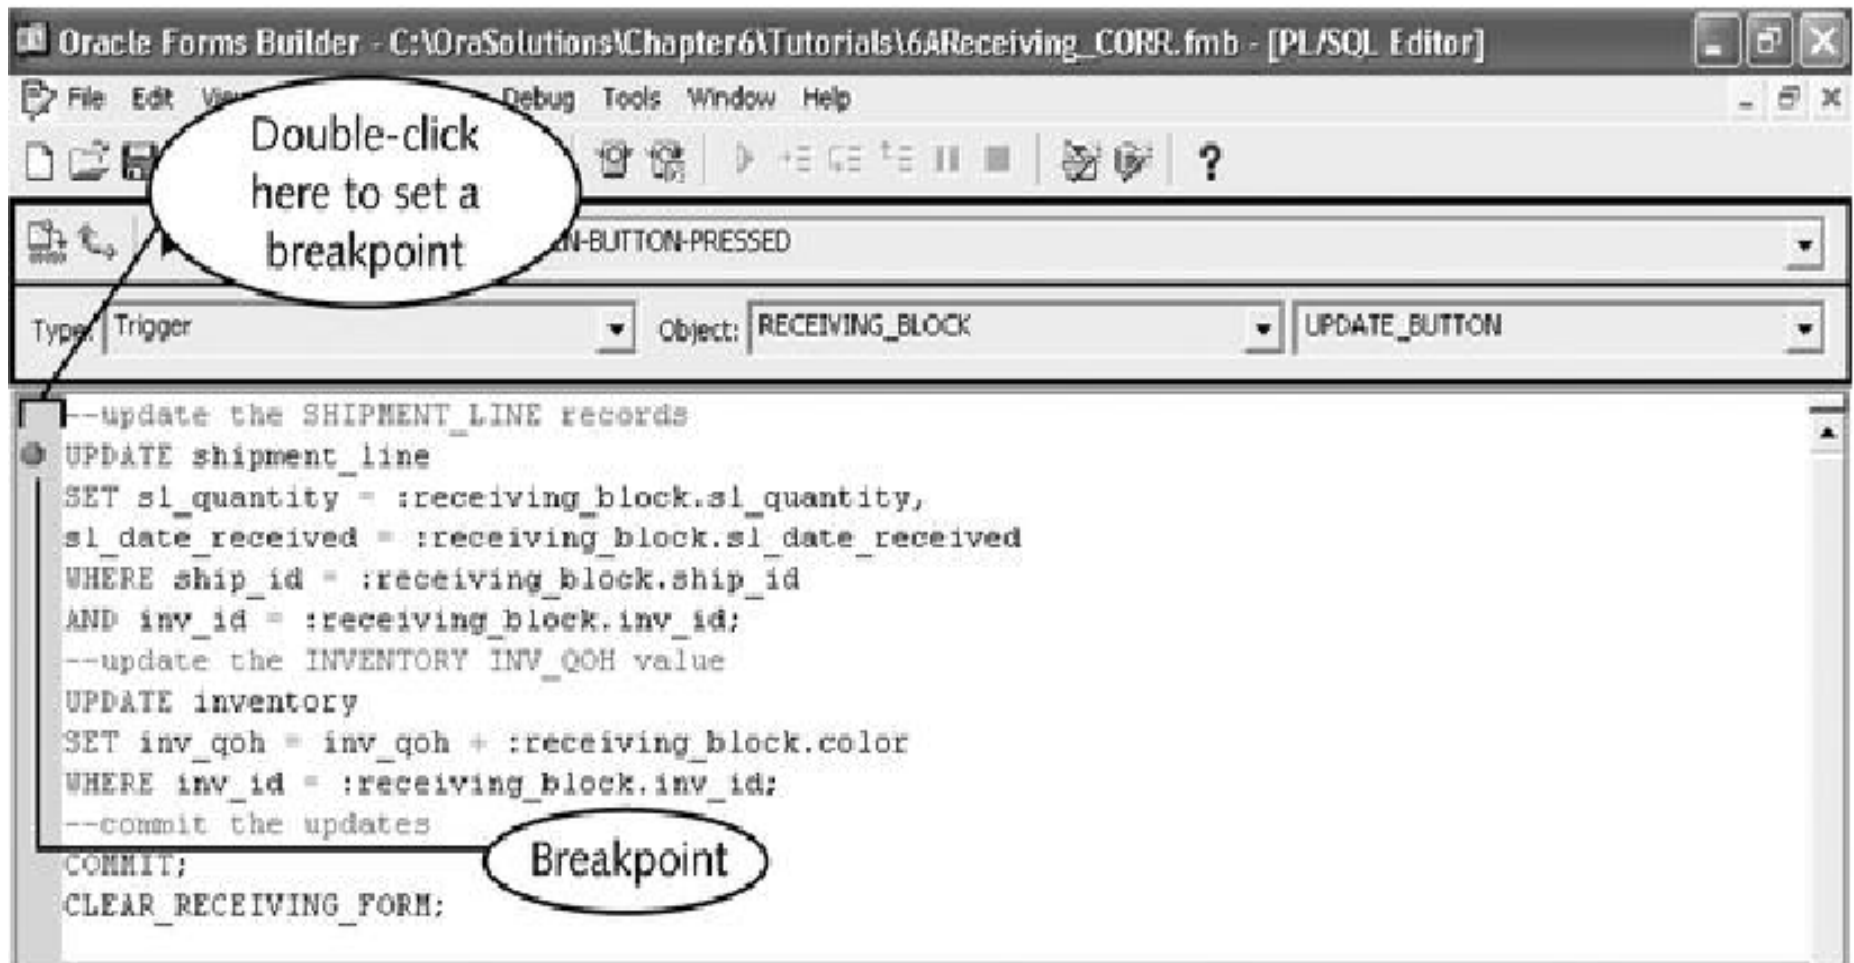 Oracle Forms Builder - C:\OraSolutions\Chapter6\Tutorials\6AReceiving_CORR.fmb - [PL/SQL Editor]
File Edit Debug Tools Window Help
Double-click
here to set a
breakpoint
N-BUTTON-PRESSED
Type: Trigger Object: RECEIVING_BLOCK UPDATE_BUTTON
--update the SHIPMENT_LINE records
UPDATE shipment_line
SET sl_quantity = :receiving_block.sl_quantity,
sl_date_received = :receiving_block.sl_date_received
WHERE ship_id = :receiving_block.ship_id
AND inv_id = :receiving_block.inv_id;
--update the INVENTORY INV_QOH value
UPDATE inventory
SET inv_qoh = inv_qoh + :receiving_block.color
WHERE inv_id = :receiving_block.inv_id;
--commit the updates
COMMIT;
Breakpoint
CLEAR_RECEIVING_FORM;